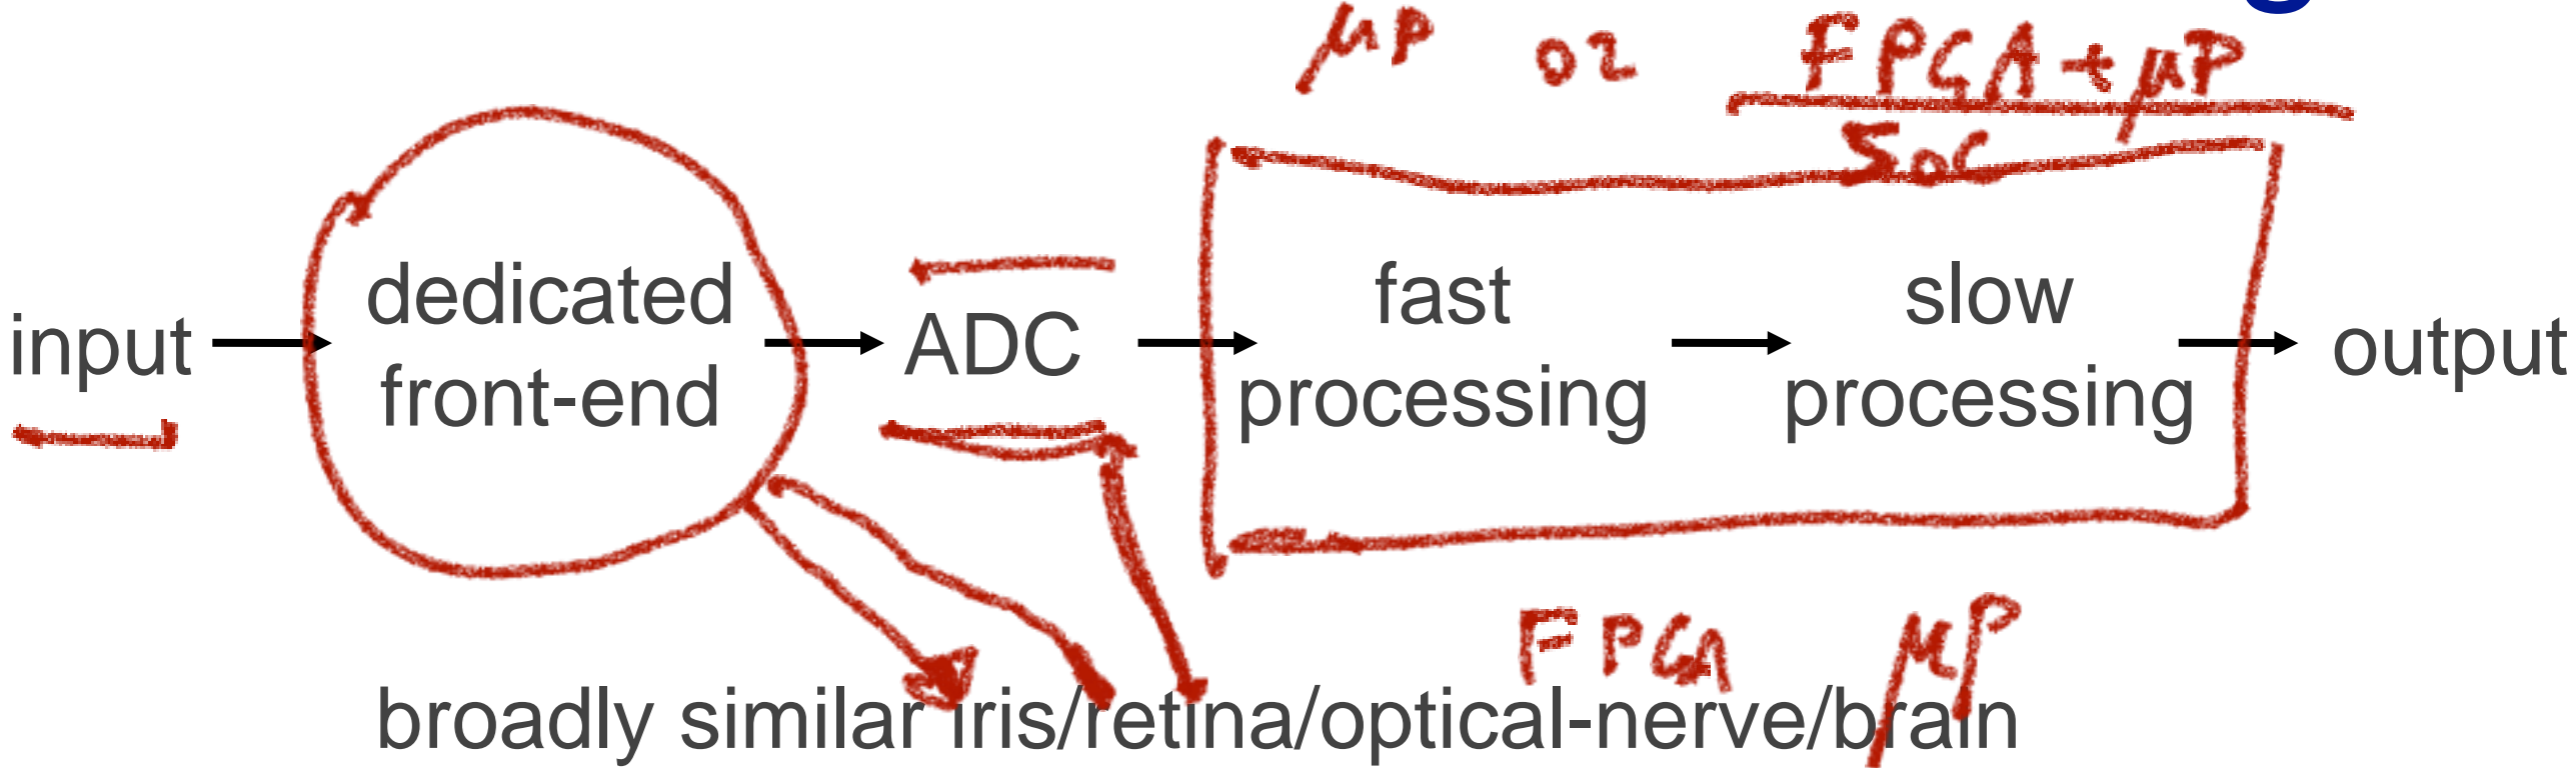 μP or FPGA + μP
SoC
dedicated fast slow
input ADC output
front-end processing processing
FPGA μP
broadly similar iris/retina/optical-nerve/brain